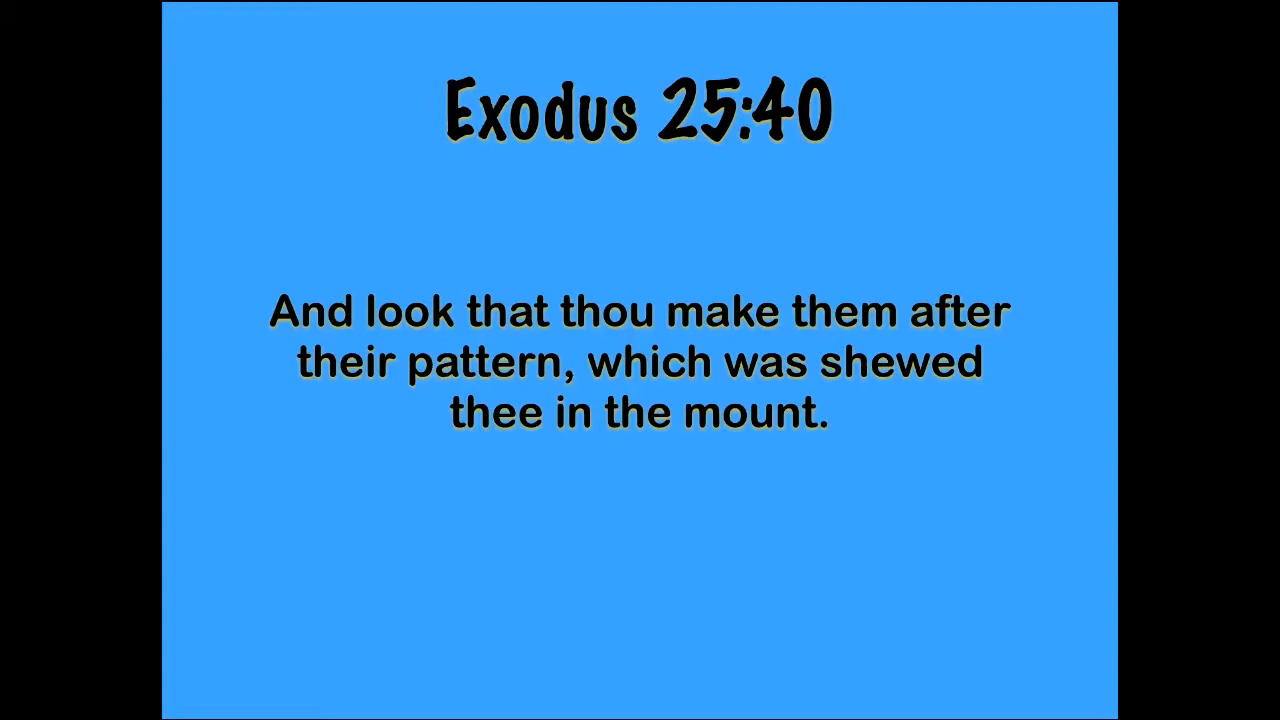 Exodus 25:40
And look that thou make them after
their pattern, which was shewed
thee in the mount.